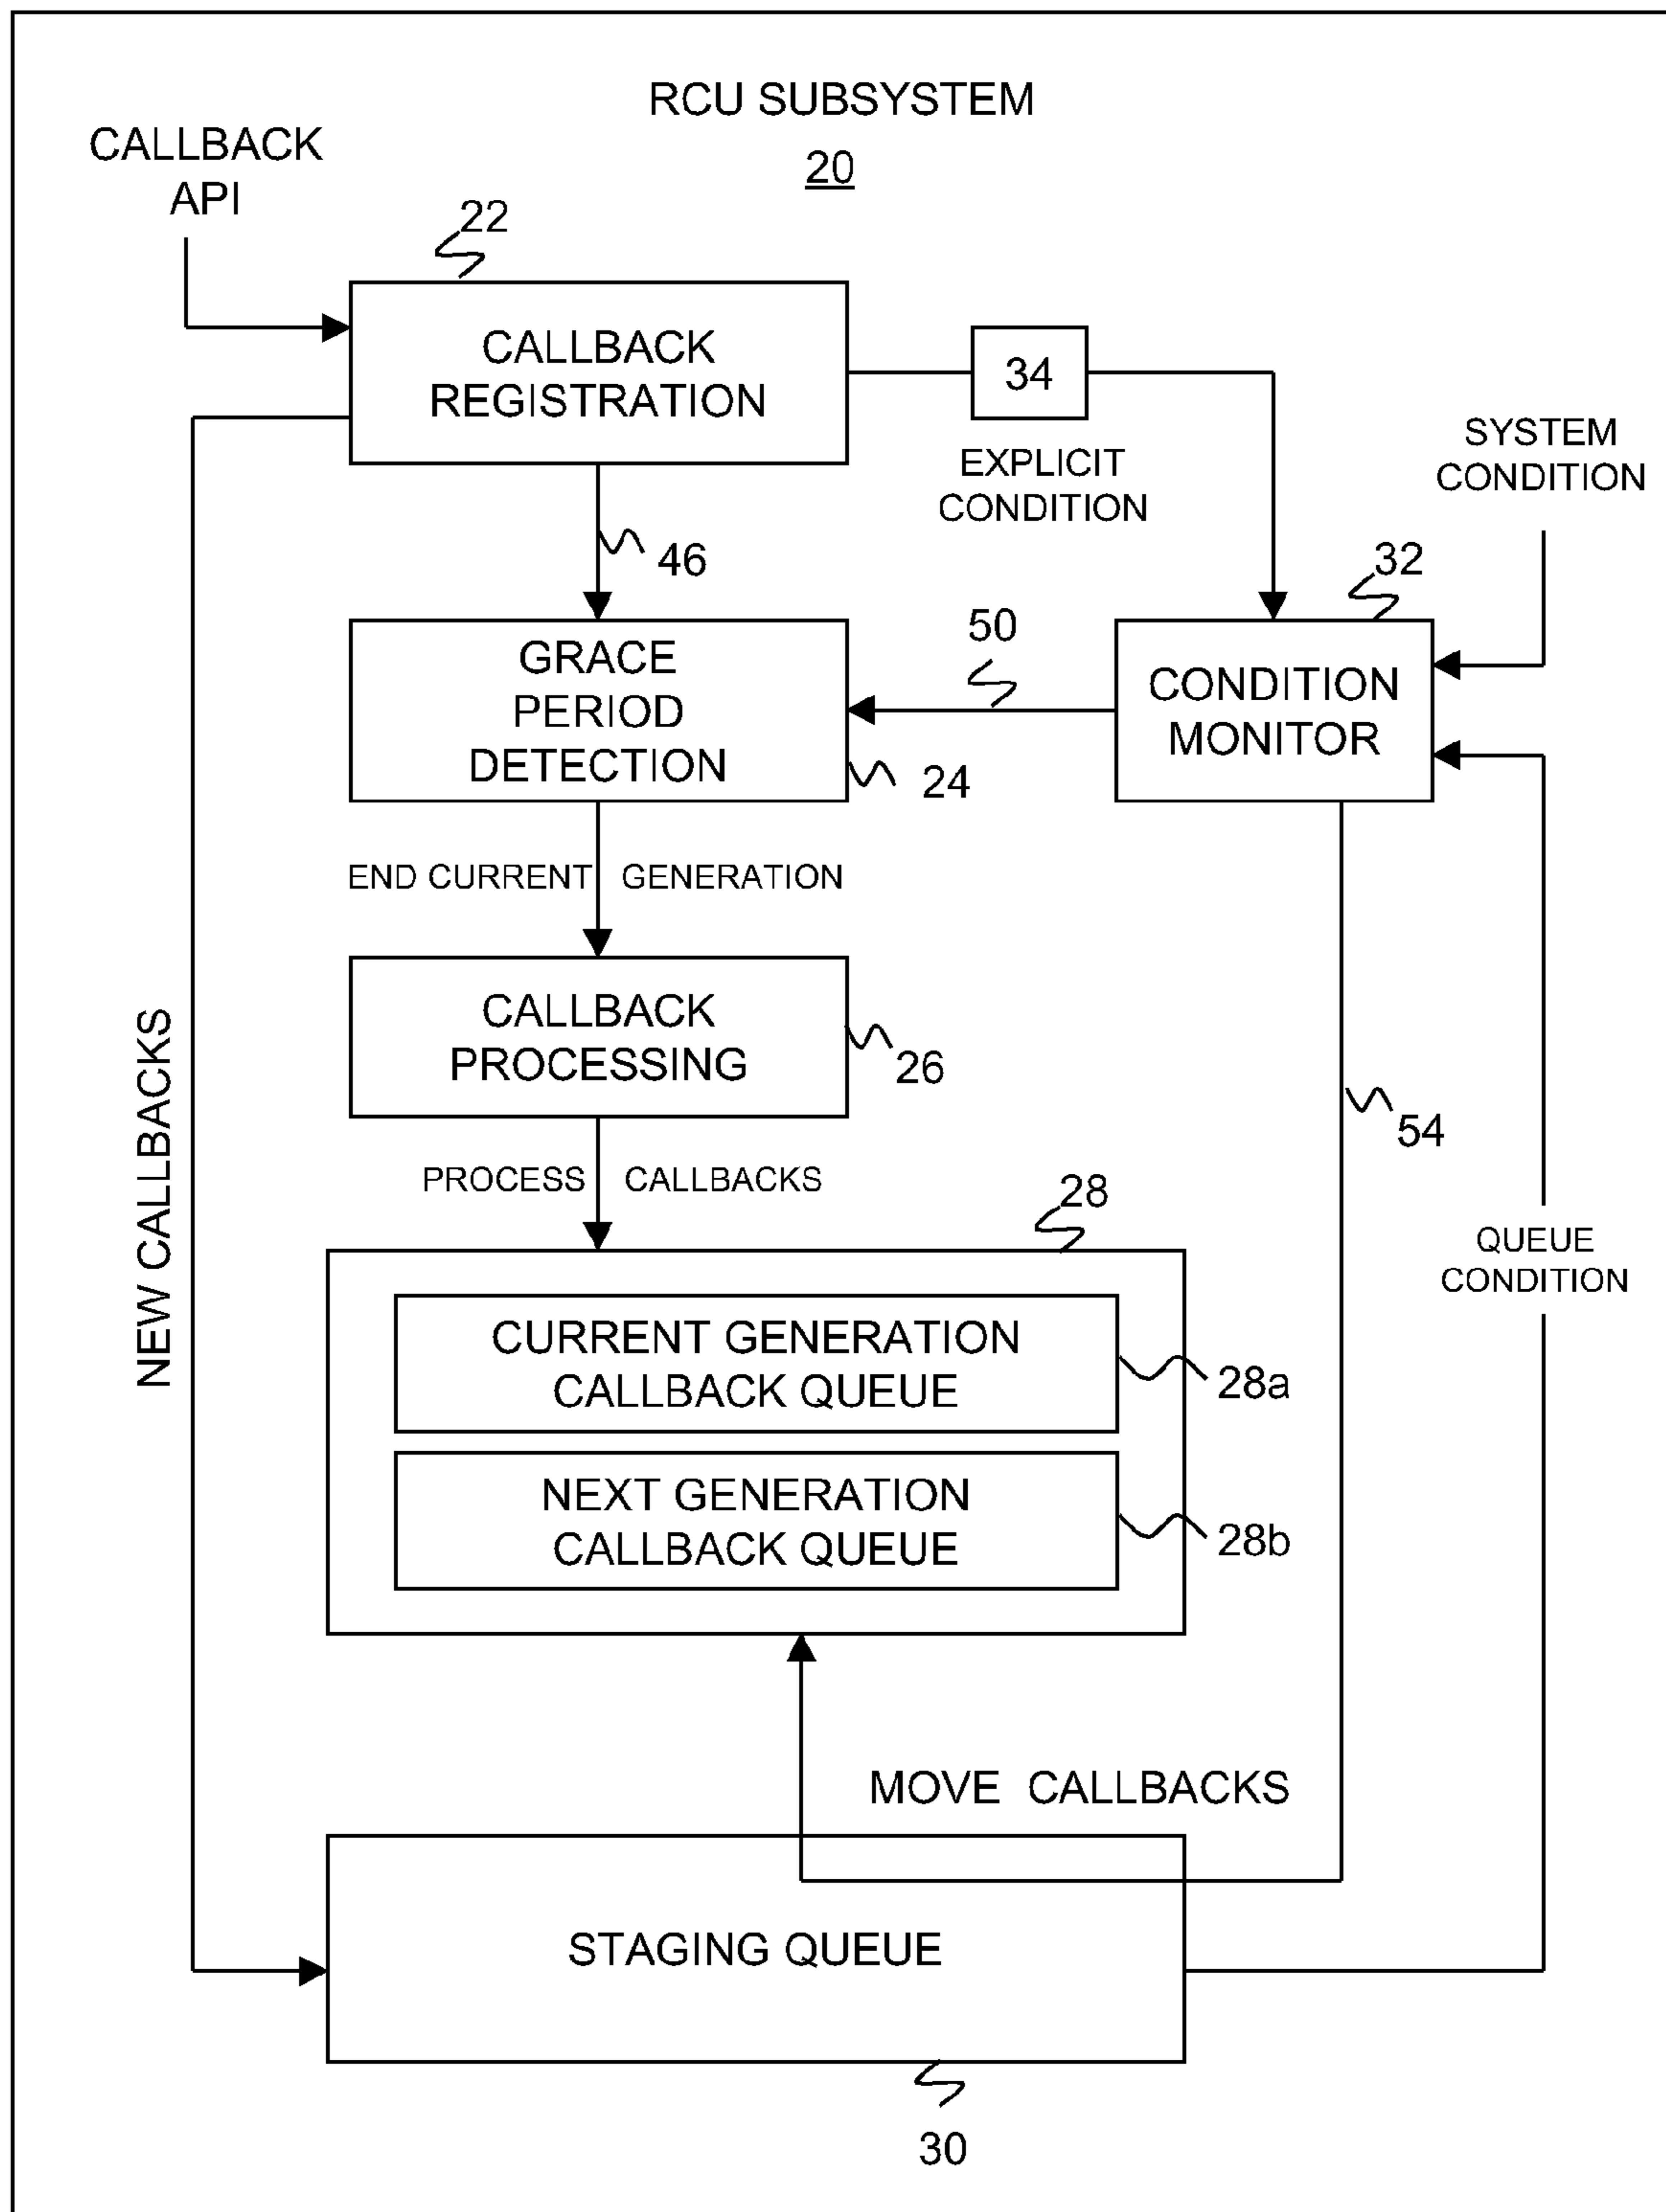 RCU SUBSYSTEM
20
CALLBACK
API
22
CALLBACK
REGISTRATION
34
EXPLICIT
CONDITION
SYSTEM
CONDITION
46
32
50
GRACE
PERIOD
DETECTION
24
CONDITION
MONITOR
END CURRENT GENERATION
CALLBACK
PROCESSING
26
54
NEW CALLBACKS
PROCESS CALLBACKS
28
QUEUE
CONDITION
CURRENT GENERATION
CALLBACK QUEUE
28a
NEXT GENERATION
CALLBACK QUEUE
28b
MOVE CALLBACKS
STAGING QUEUE
30